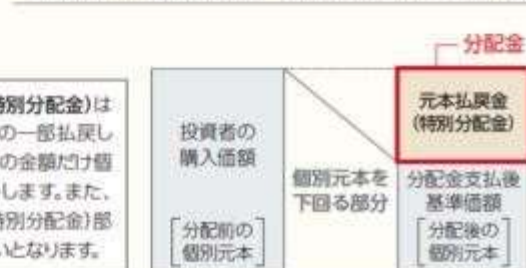 分配金
特別分配金)は
の一部払戻し
の金額だけ個
します。また、
特別分配金)部
いとなります。
投資者の
購入価額
[分配前の
個別元本]
個別元本を
下回る部分
元本払戻金
(特別分配金)
分配金支払後
基準価額
[分配後の
個別元本]